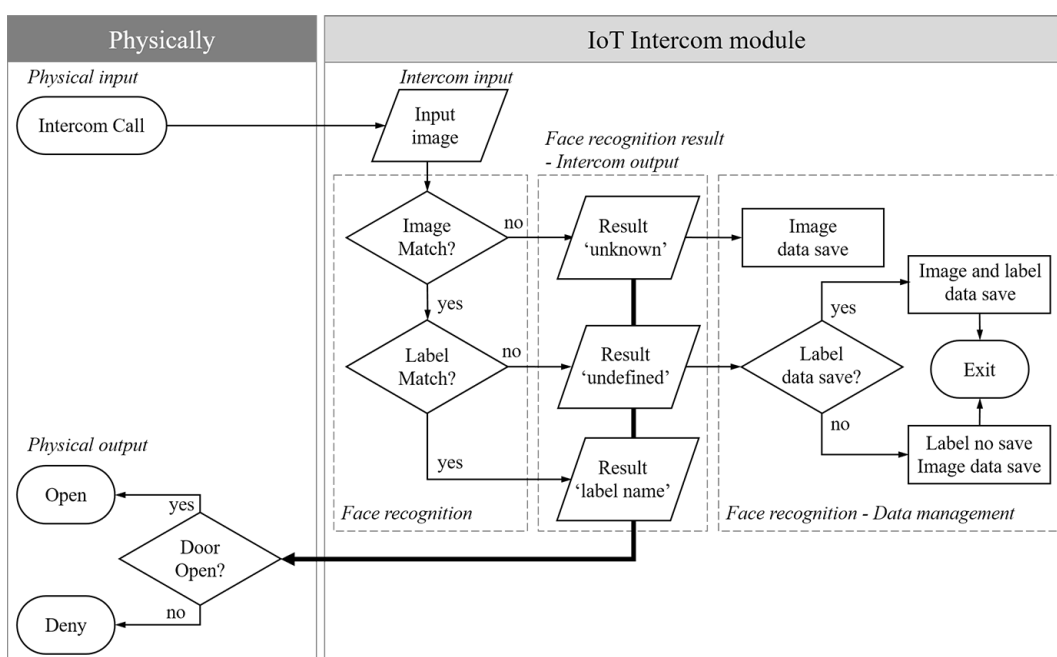 Physically
IoT Intercom module
Physical input
Intercom Call
Intercom input
Input
image
Face recognition result
- Intercom output
Image
Match?
no
yes
Result
‘unknown’
Image
data save
Label
Match?
no
yes
Result
‘undefined’
Label
data save?
yes
no
Image and label
data save
Exit
Label no save
Image data save
Result
‘label name’
Face recognition
Face recognition - Data management
Physical output
Open
yes
Door
Open?
no
Deny